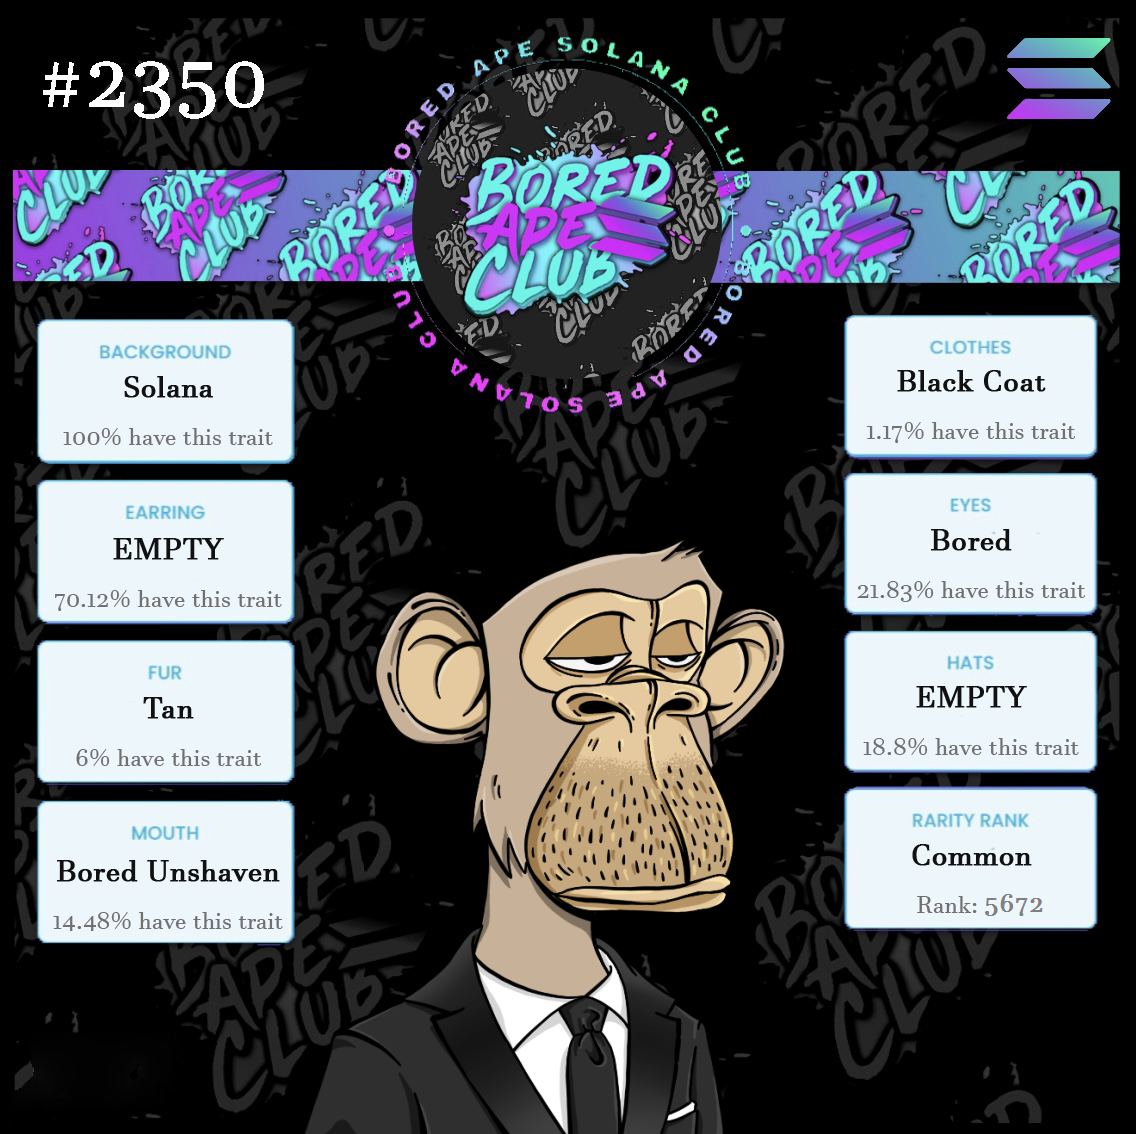 #2350
BORED APE SOLANA CLUB
BORED APE SOLANA CLUB
BORED
APE
CLUB
BACKGROUND
Solana
100% have this trait
EARRING
EMPTY
70.12% have this trait
FUR
Tan
6% have this trait
MOUTH
Bored Unshaven
14.48% have this trait
CLOTHES
Black Coat
1.17% have this trait
EYES
Bored
21.83% have this trait
HATS
EMPTY
18.8% have this trait
RARITY RANK
Common
Rank: 5672